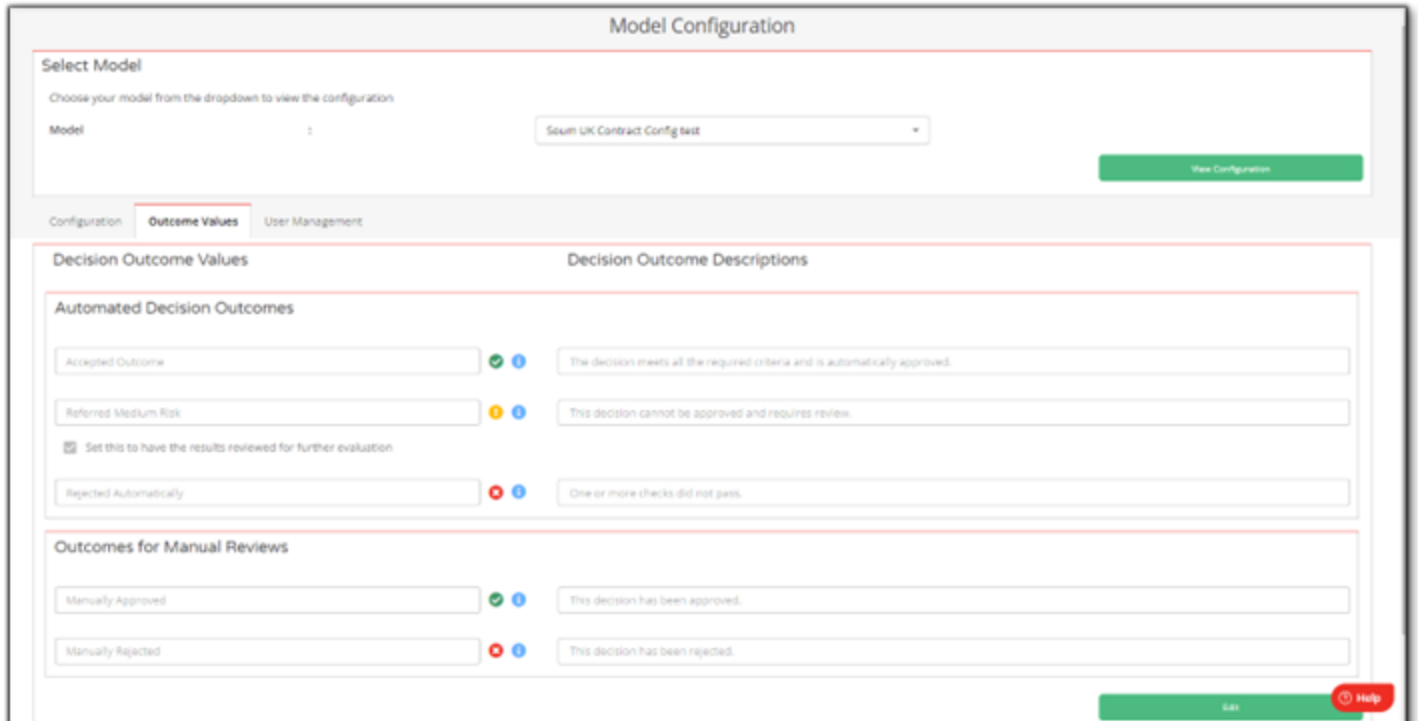 Model Configuration
Select Model
Choose your model from the dropdown to view the configuration
Model : Soum UK Contract Config test
View Configuration
Configuration Outcome Values User Management
Decision Outcome Values Decision Outcome Descriptions
Automated Decision Outcomes
Accepted Outcome The decision meets all the required criteria and is automatically approved.
Referred Medium Risk This decision cannot be approved and requires review.
Set this to have the results reviewed for further evaluation
Rejected Automatically One or more checks did not pass.
Outcomes for Manual Reviews
Manually Approved This decision has been approved.
Manually Rejected This decision has been rejected.
Edit
Help